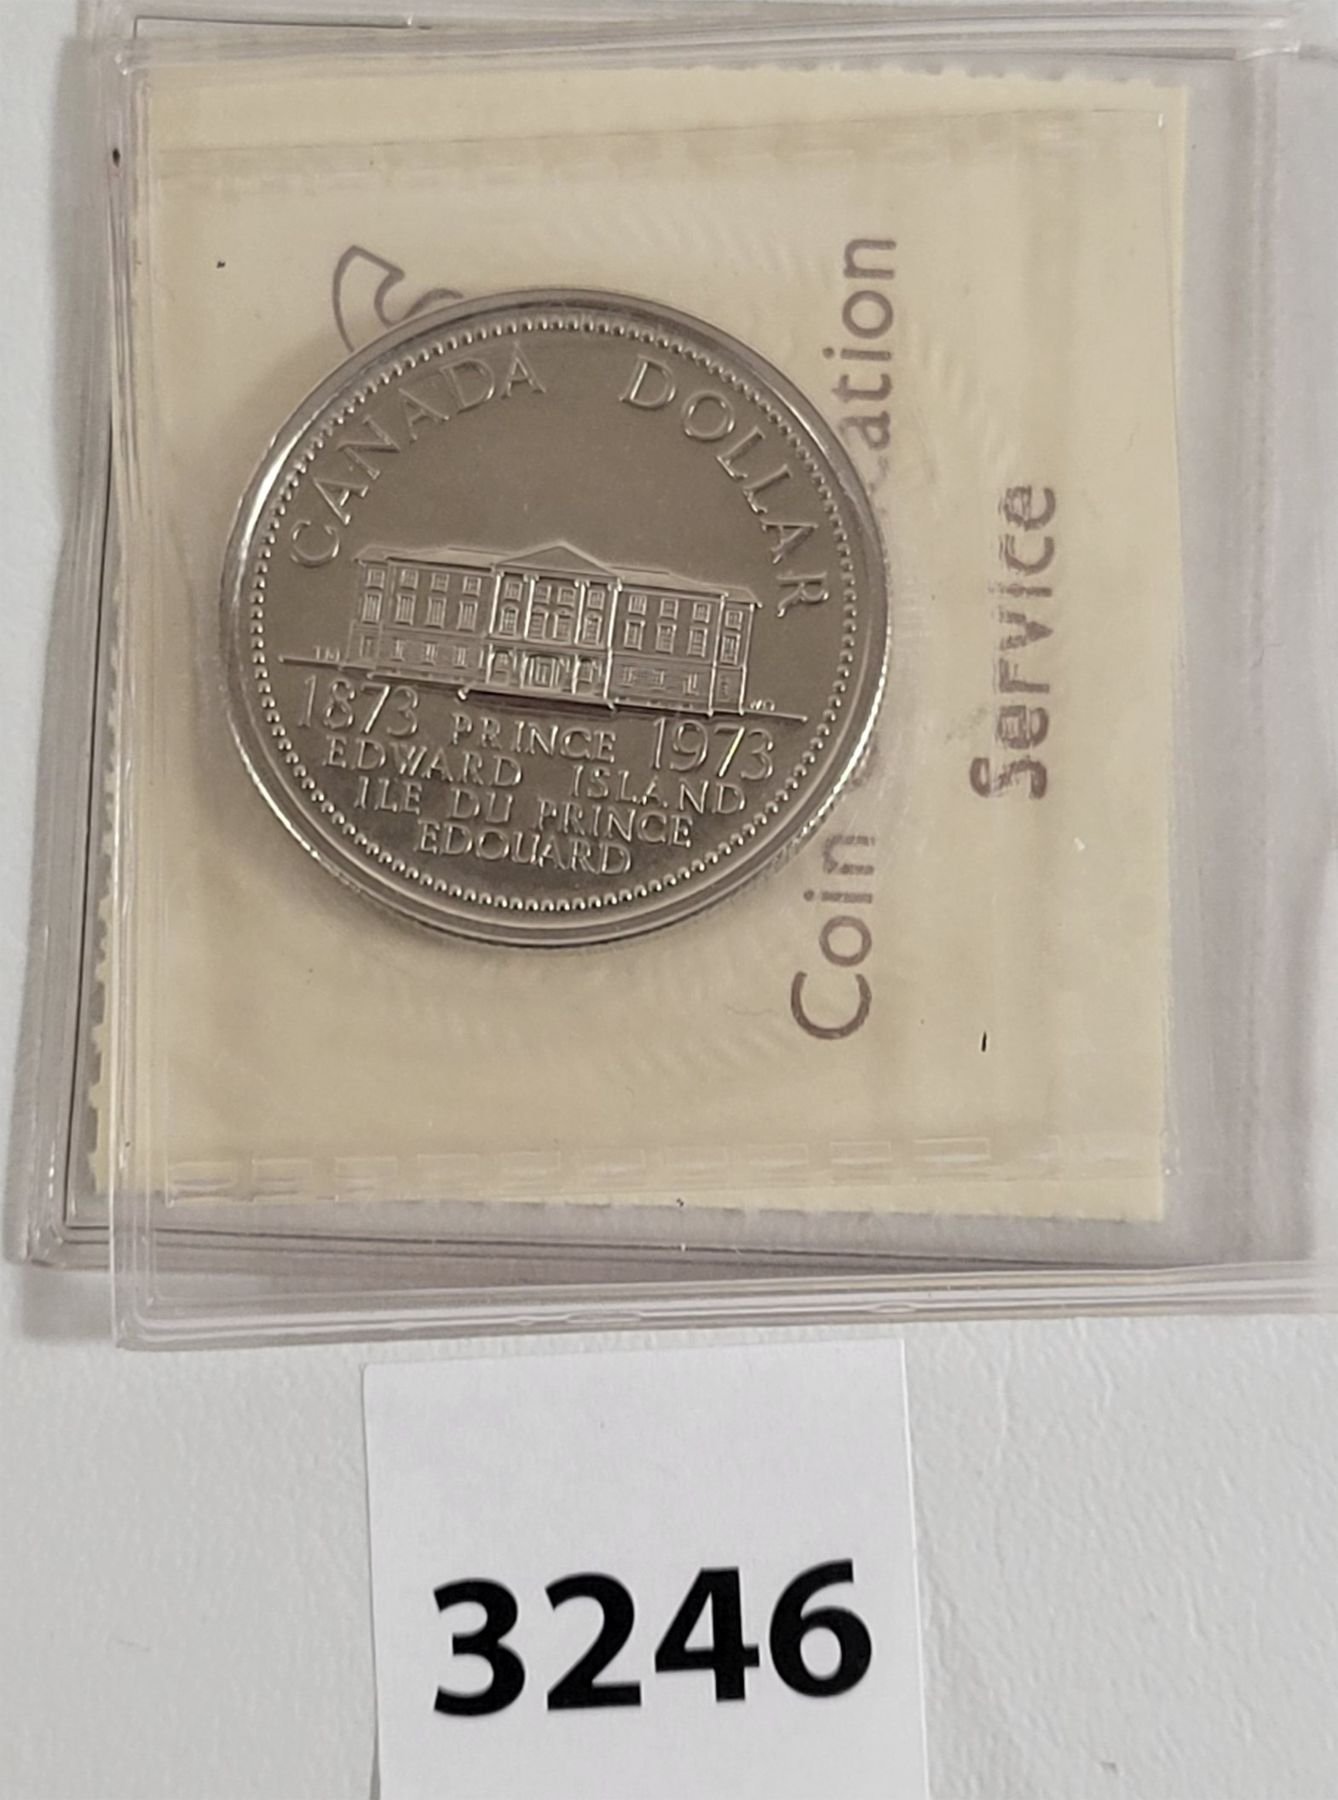 CANADA DOLLAR
1873 PRINCE 1973
EDWARD ISLAND
ILE DU PRINCE
EDOUARD
Coin
Service
3246